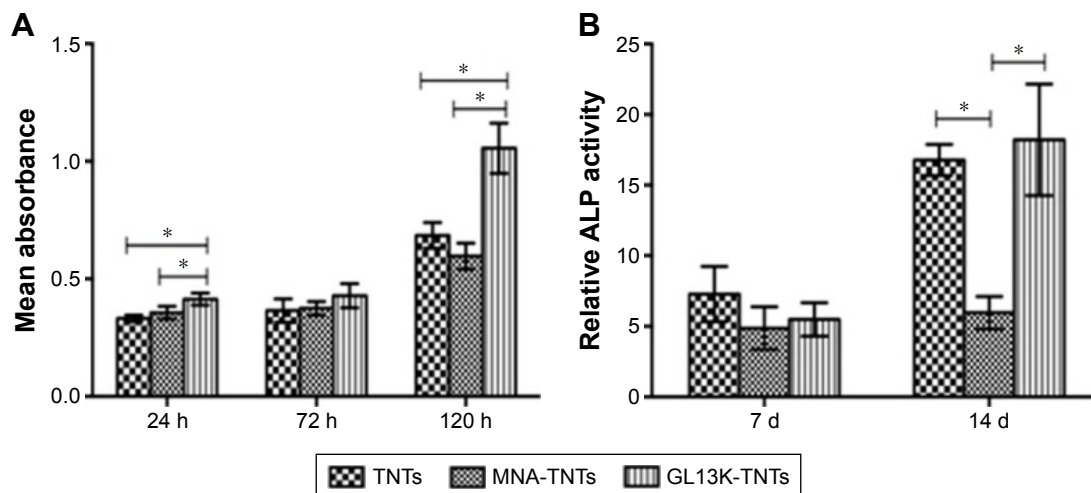 A
Mean absorbance
1.5
1.0
0.5
0.0
*
*
*
*
24 h
72 h
120 h
B
Relative ALP activity
25
20
15
10
5
0
*
*
7 d
14 d
TNTs
MNA-TNTs
GL13K-TNTs